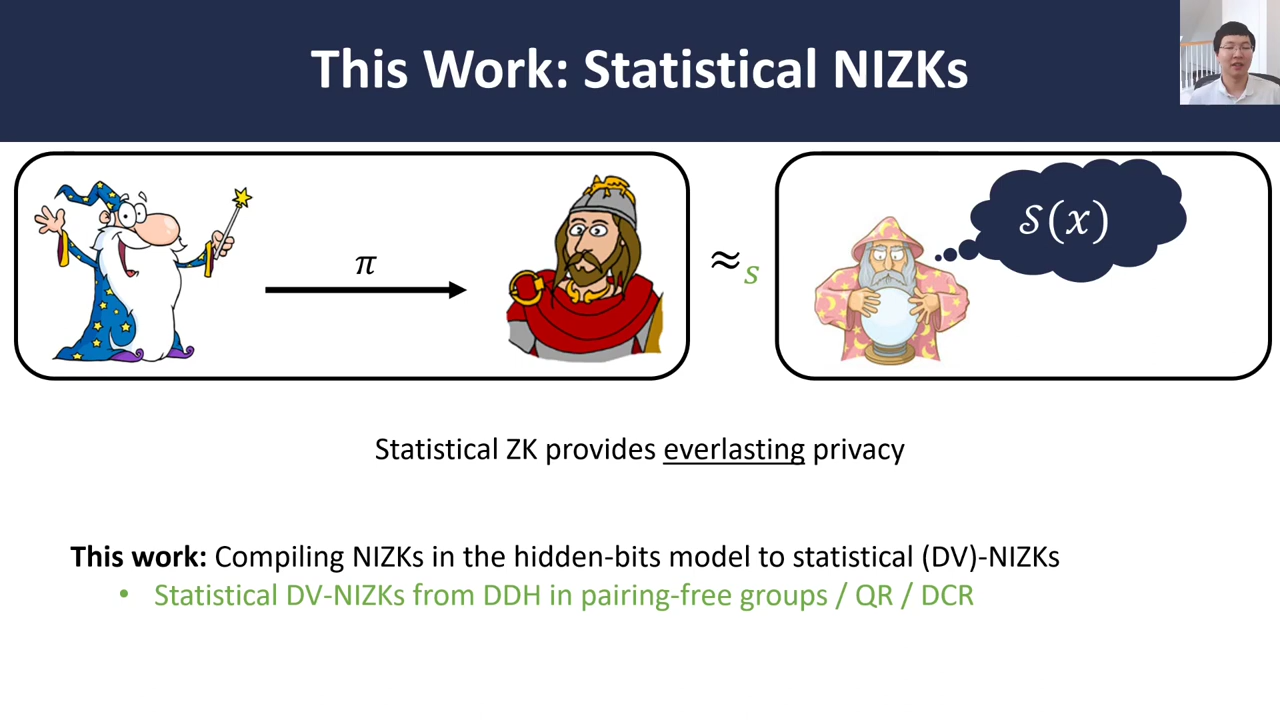 This Work: Statistical NIZKs
π
≈ₛ
𝒮(x)
Statistical ZK provides everlasting privacy
This work: Compiling NIZKs in the hidden-bits model to statistical (DV)-NIZKs
• Statistical DV-NIZKs from DDH in pairing-free groups / QR / DCR